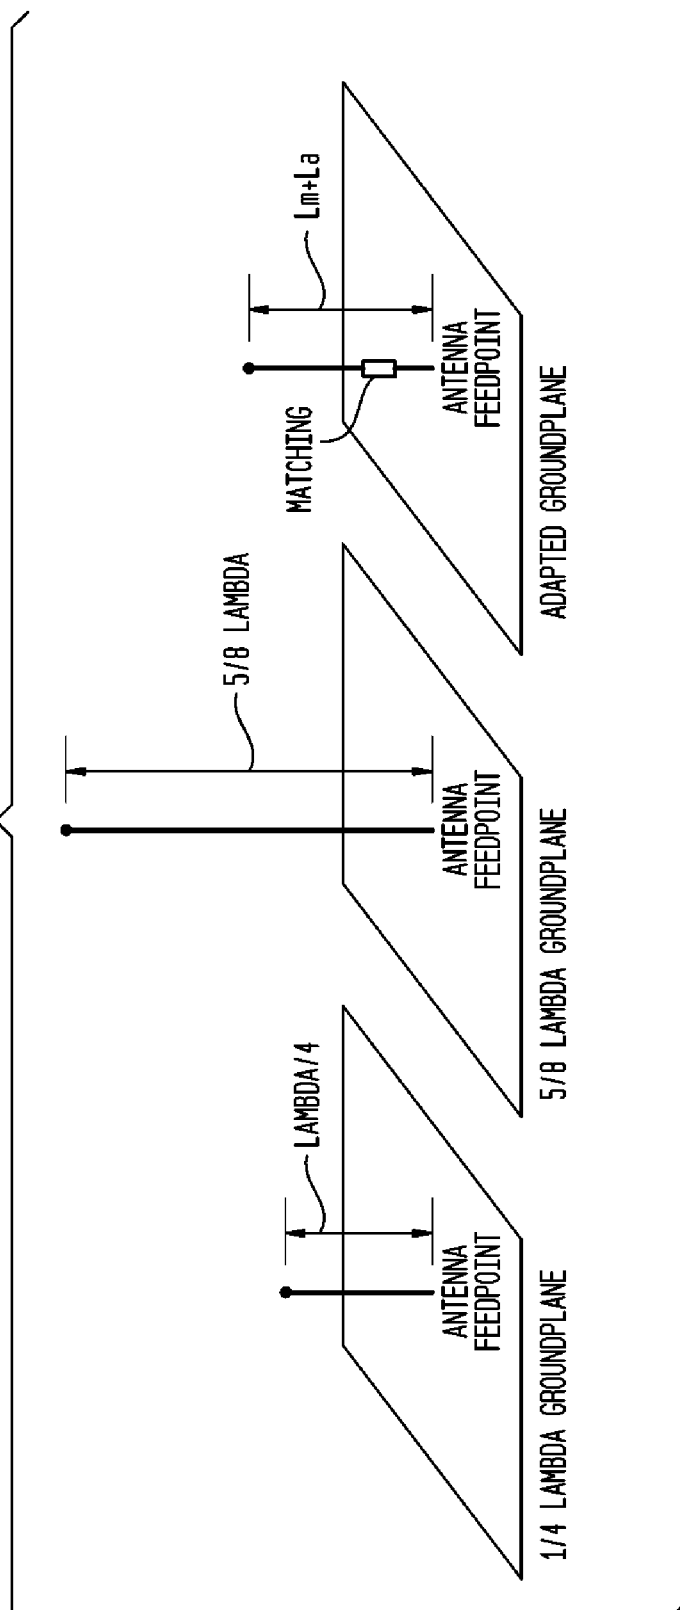 LAMBDA/4
ANTENNA
FEEDPOINT
1/4 LAMBDA GROUNDPLANE
5/8 LAMBDA
ANTENNA
FEEDPOINT
5/8 LAMBDA GROUNDPLANE
Lm+La
MATCHING
ANTENNA
FEEDPOINT
ADAPTED GROUNDPLANE